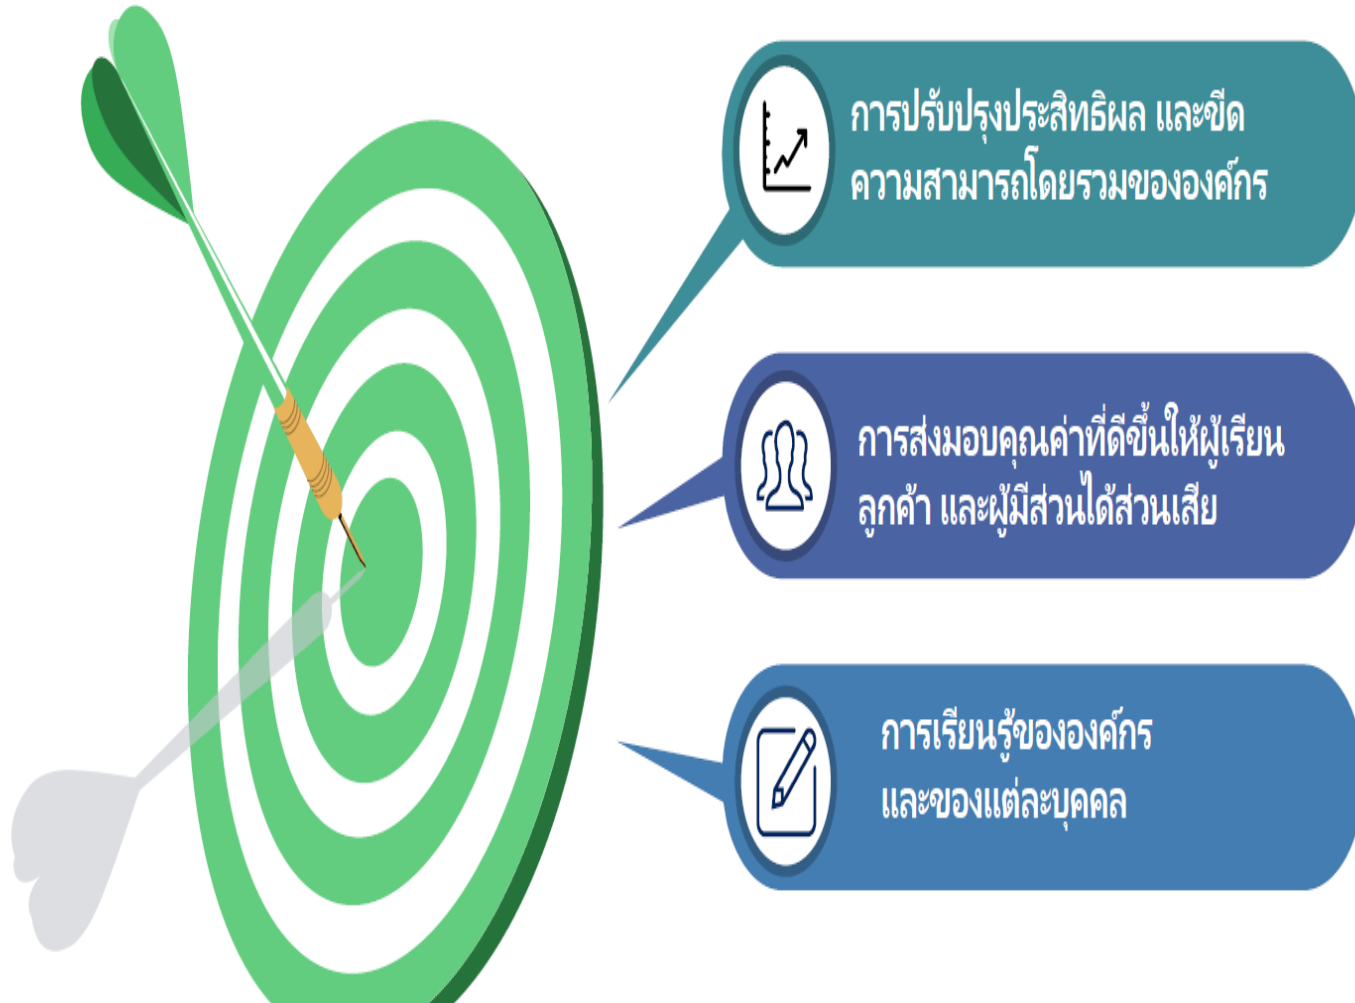 การปรับปรุงประสิทธิผล และขีด
ความสามารถโดยรวมขององค์กร
การส่งมอบคุณค่าที่ดีขึ้นให้ผู้เรียน
ลูกค้า และผู้มีส่วนได้ส่วนเสีย
การเรียนรู้ขององค์กร
และของแต่ละบุคคล